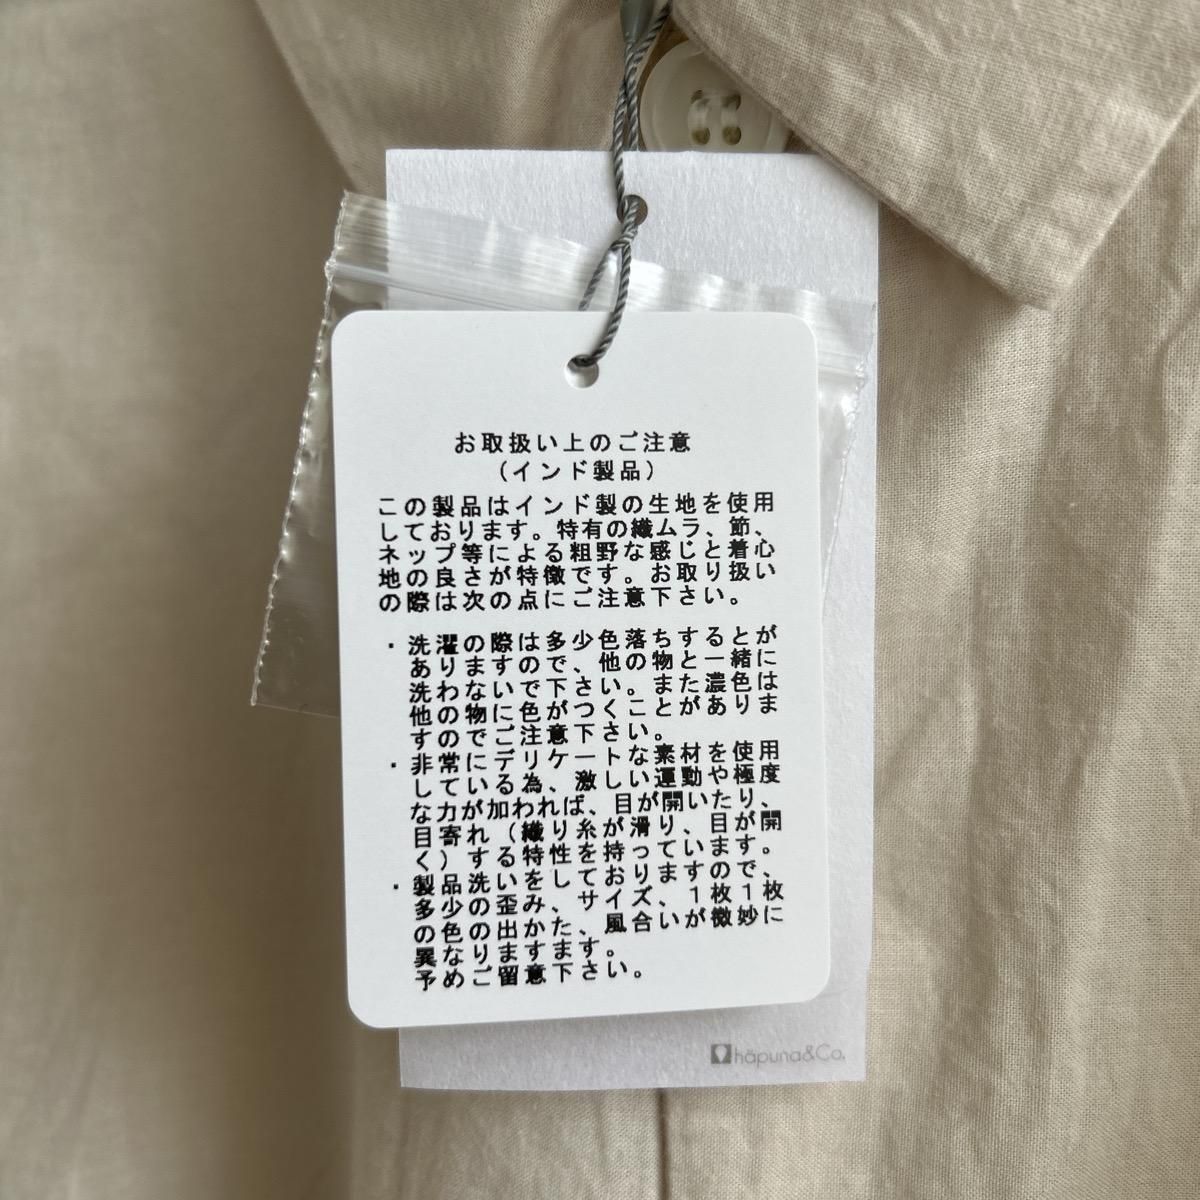 お取扱い上のご注意
(インド製品)
この製品はインド製の生地を使用
しております。特有の織ムラ、節、
ネップ等による粗野な感じと着心
地の良さが特徴です。お取り扱い
の際は次の点にご注意下さい。
・洗濯の際は多少色落ちするとが
ありますので、他の物と一緒に
洗わないで下さい。また濃色は
他の物に色がつくことがありま
すのでご注意下さい。
・非常にデリケートな素材を使用
している為、激しい運動や極度
な力が加われば、目が開いたり、
目寄れ(織り糸が滑り、目が開
く)する特性を持っています。
・製品洗いをしておりますので、
多少の歪み、サイズ、1枚1枚
の色の出かた、風合いが微妙に
異なりますます。
予めご留意下さい。
hāpuna&Co.